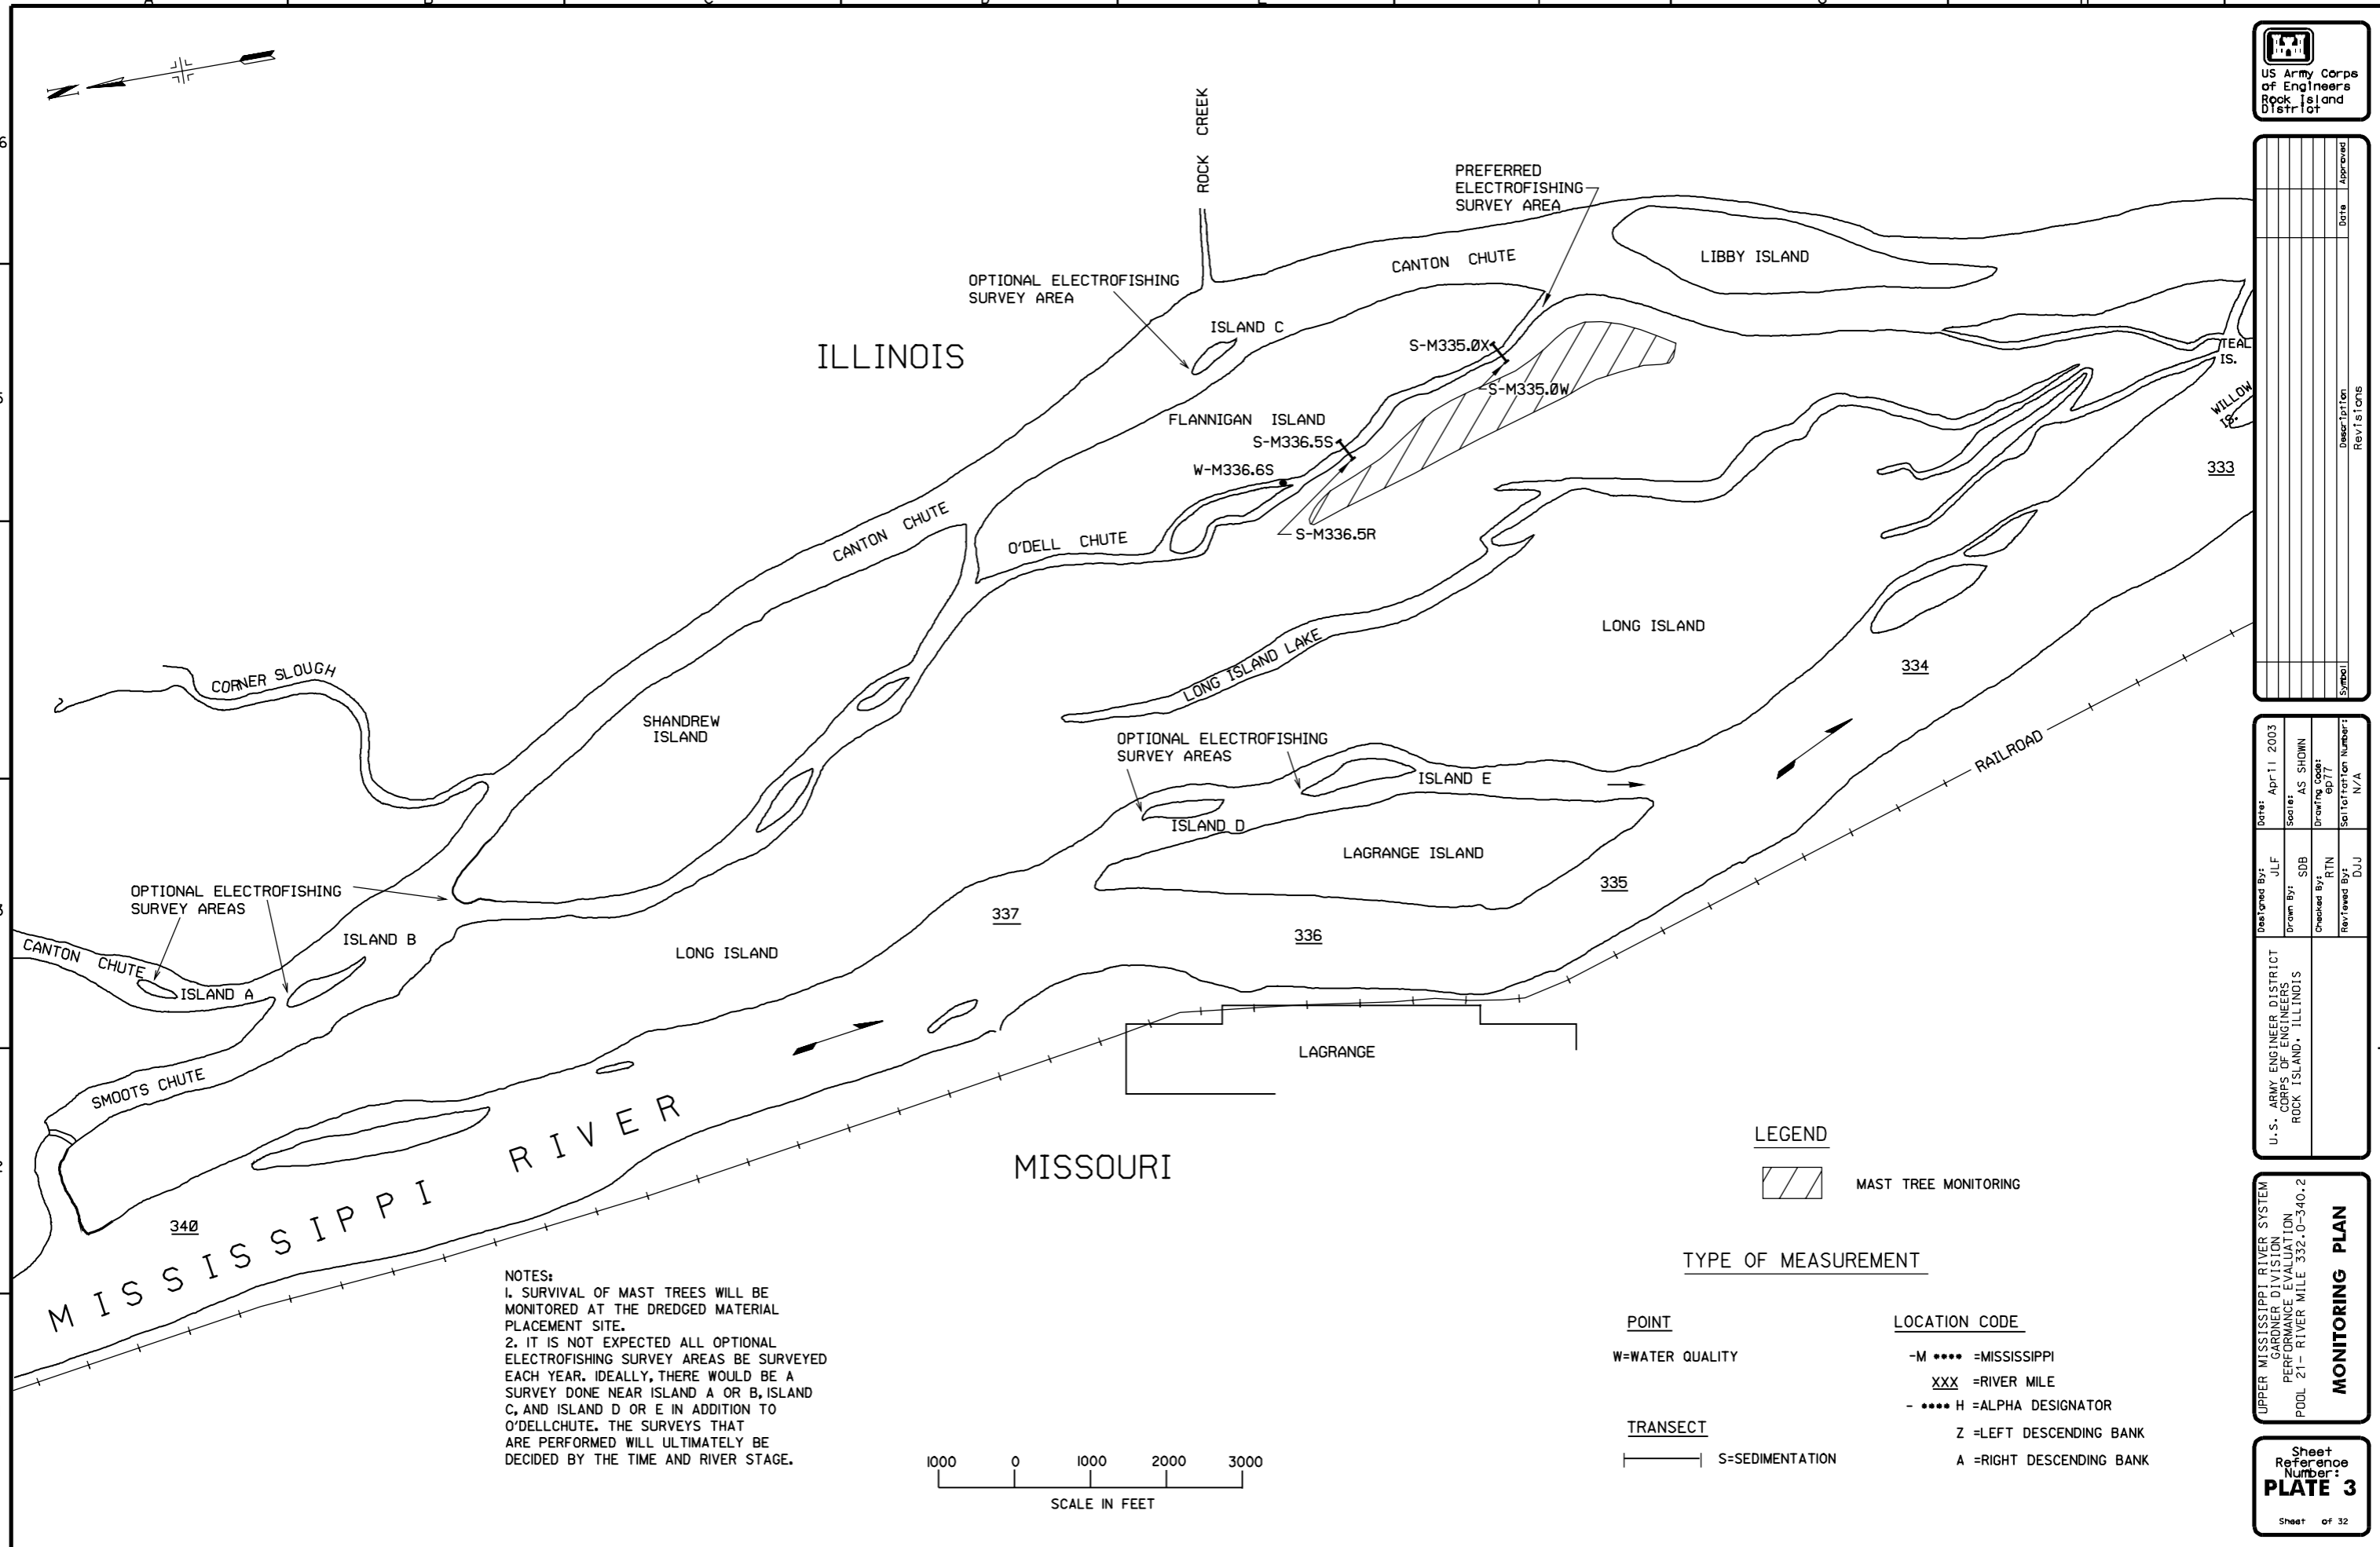 N
ROCK CREEK
PREFERRED
ELECTROFISHING
SURVEY AREA
CANTON CHUTE
LIBBY ISLAND
OPTIONAL ELECTROFISHING
SURVEY AREA
ISLAND C
ILLINOIS
S-M335.0X
S-M335.0W
TEAL
IS.
WILLOW
IS.
FLANNIGAN ISLAND
S-M336.5S
W-M336.6S
333
S-M336.5R
CANTON CHUTE
O'DELL CHUTE
LONG ISLAND
LONG ISLAND LAKE
334
CORNER SLOUGH
SHANDREW
ISLAND
OPTIONAL ELECTROFISHING
SURVEY AREAS
ISLAND E
RAILROAD
ISLAND D
LAGRANGE ISLAND
335
OPTIONAL ELECTROFISHING
SURVEY AREAS
337
336
ISLAND B
LONG ISLAND
CANTON CHUTE
ISLAND A
SMOOTS CHUTE
LAGRANGE
MISSISSIPPI RIVER
MISSOURI
340
LEGEND
MAST TREE MONITORING
TYPE OF MEASUREMENT
POINT
LOCATION CODE
W=WATER QUALITY
-M •••• =MISSISSIPPI
XXX =RIVER MILE
- •••• H =ALPHA DESIGNATOR
TRANSECT
Z =LEFT DESCENDING BANK
S=SEDIMENTATION
A =RIGHT DESCENDING BANK
NOTES:
1. SURVIVAL OF MAST TREES WILL BE
MONITORED AT THE DREDGED MATERIAL
PLACEMENT SITE.
2. IT IS NOT EXPECTED ALL OPTIONAL
ELECTROFISHING SURVEY AREAS BE SURVEYED
EACH YEAR. IDEALLY, THERE WOULD BE A
SURVEY DONE NEAR ISLAND A OR B, ISLAND
C, AND ISLAND D OR E IN ADDITION TO
O'DELLCHUTE. THE SURVEYS THAT
ARE PERFORMED WILL ULTIMATELY BE
DECIDED BY THE TIME AND RIVER STAGE.
1000 0 1000 2000 3000
SCALE IN FEET
US Army Corps
of Engineers
Rock Island
District
Symbol Description Date Approved
Revisions
Designed By: JLF
Date: April 2003
Drawn By: SDB
Scale: AS SHOWN
Checked By: RTN
Drawing Code: ep77
Reviewed By: DJJ
Solicitation Number: N/A
U.S. ARMY ENGINEER DISTRICT
CORPS OF ENGINEERS
ROCK ISLAND, ILLINOIS
UPPER MISSISSIPPI RIVER SYSTEM
GARDNER DIVISION
PERFORMANCE EVALUATION
POOL 21- RIVER MILE 332.0-340.2
MONITORING PLAN
Sheet
Reference
Number:
PLATE 3
Sheet of 32